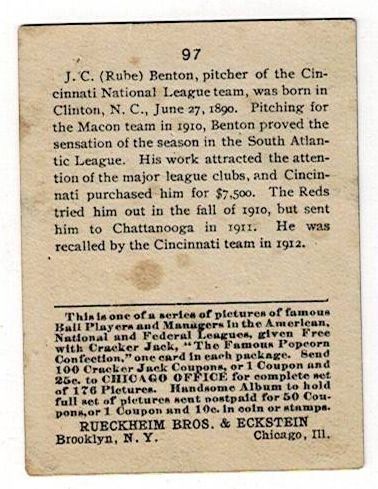 97
J. C. (Rube) Benton, pitcher of the Cin-
cinnati National League team, was born in
Clinton, N. C., June 27, 1890. Pitching for
the Macon team in 1910, Benton proved the
sensation of the season in the South Atlan-
tic League. His work attracted the atten-
tion of the major league clubs, and Cincin-
nati purchased him for $7,500. The Reds
tried him out in the fall of 1910, but sent
him to Chattanooga in 1911. He was
recalled by the Cincinnati team in 1912.
This is one of a series of pictures of famous
Ball Players and Managers in the American,
National and Federal Leagues, given Free
with Cracker Jack, "The Famous Popcorn
Confection," one card in each package. Send
100 Cracker Jack Coupons, or 1 Coupon and
25c. to CHICAGO OFFICE for complete set
of 176 Pictures. Handsome Album to hold
full set of pictures sent postpaid for 50 Cou-
pons, or 1 Coupon and 10c. in coin or stamps.
RUECKHEIM BROS. & ECKSTEIN
Brooklyn, N. Y. Chicago, Ill.